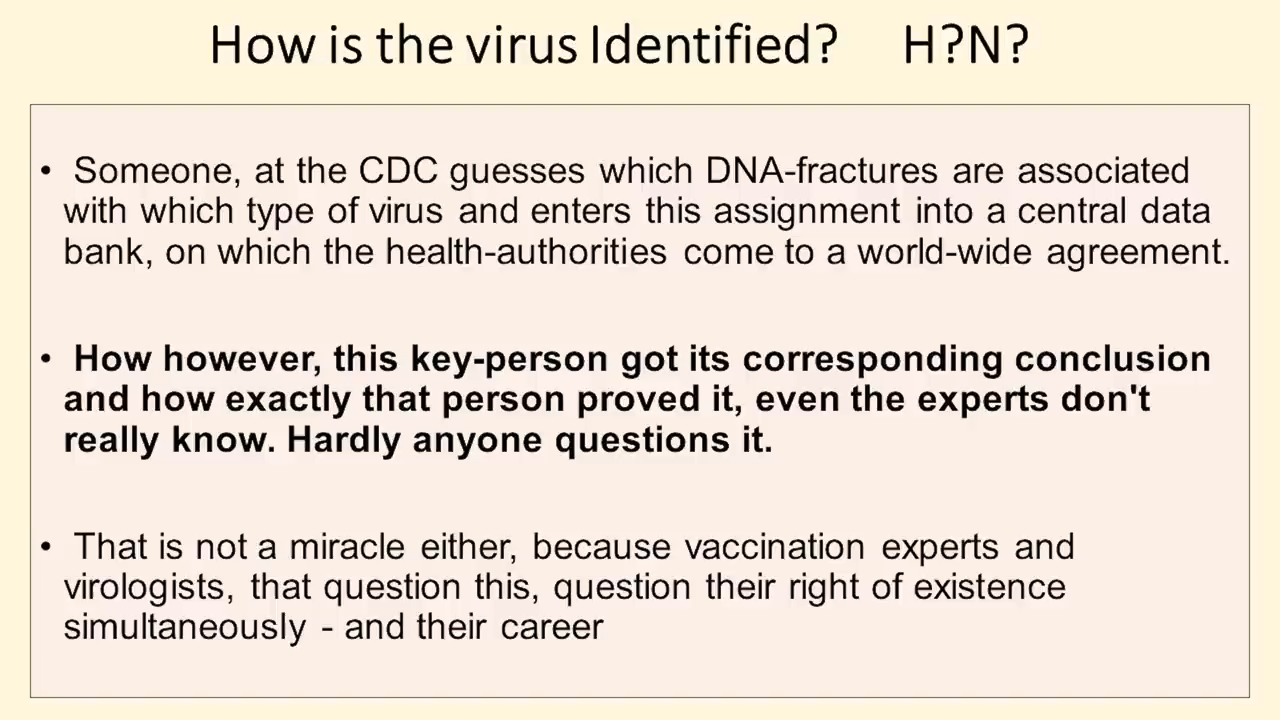 How is the virus Identified? H?N?
• Someone, at the CDC guesses which DNA-fractures are associated
with which type of virus and enters this assignment into a central data
bank, on which the health-authorities come to a world-wide agreement.
• How however, this key-person got its corresponding conclusion
and how exactly that person proved it, even the experts don't
really know. Hardly anyone questions it.
• That is not a miracle either, because vaccination experts and
virologists, that question this, question their right of existence
simultaneously - and their career